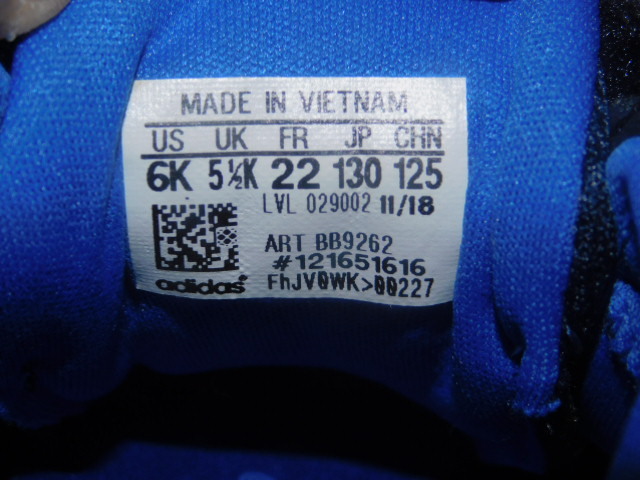 MADE IN VIETNAM
US UK FR JP CHN
6K 5½K 22 130 125
LVL 029002 11/18
ART BB9262
#121651616
adidas® FhJV0WK>00227